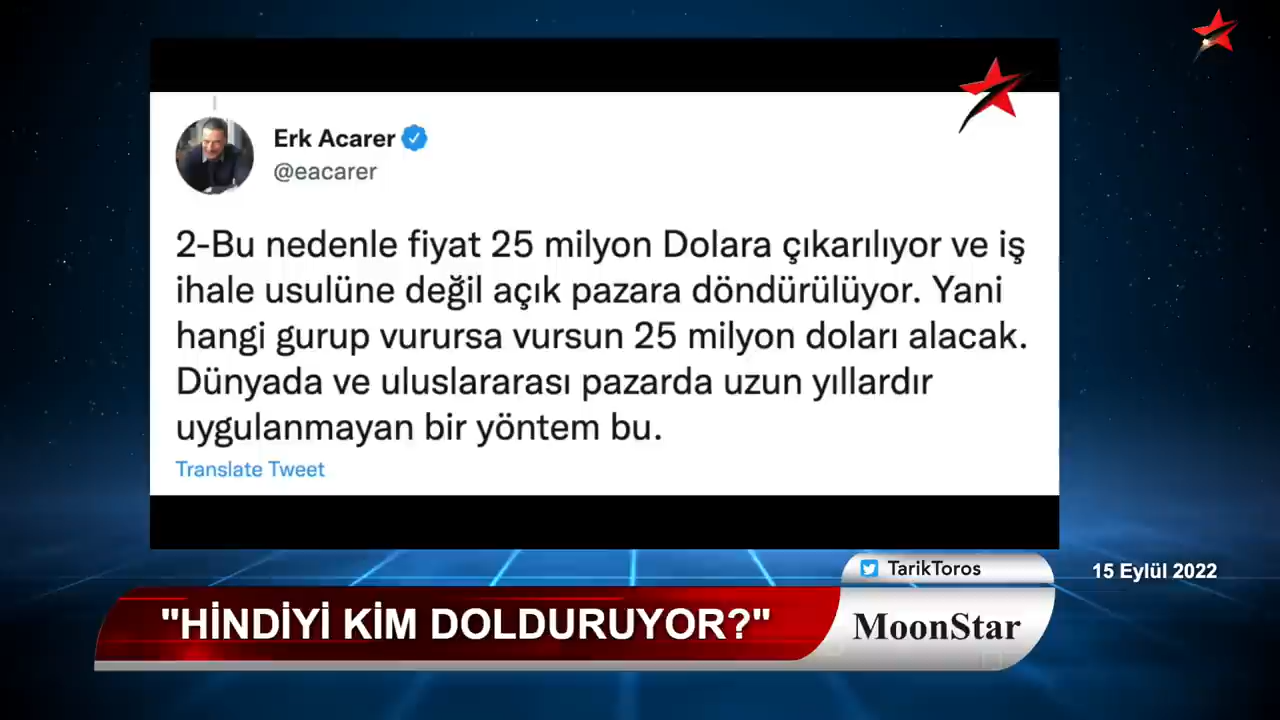 Erk Acarer
@eacarer
2-Bu nedenle fiyat 25 milyon Dolara çıkarılıyor ve iş
ihale usulüne değil açık pazara döndürülüyor. Yani
hangi gurup vurursa vursun 25 milyon doları alacak.
Dünyada ve uluslararası pazarda uzun yıllardır
uygulanmayan bir yöntem bu.
Translate Tweet
TarikToros
15 Eylül 2022
"HİNDİYİ KİM DOLDURUYOR?"
MoonStar